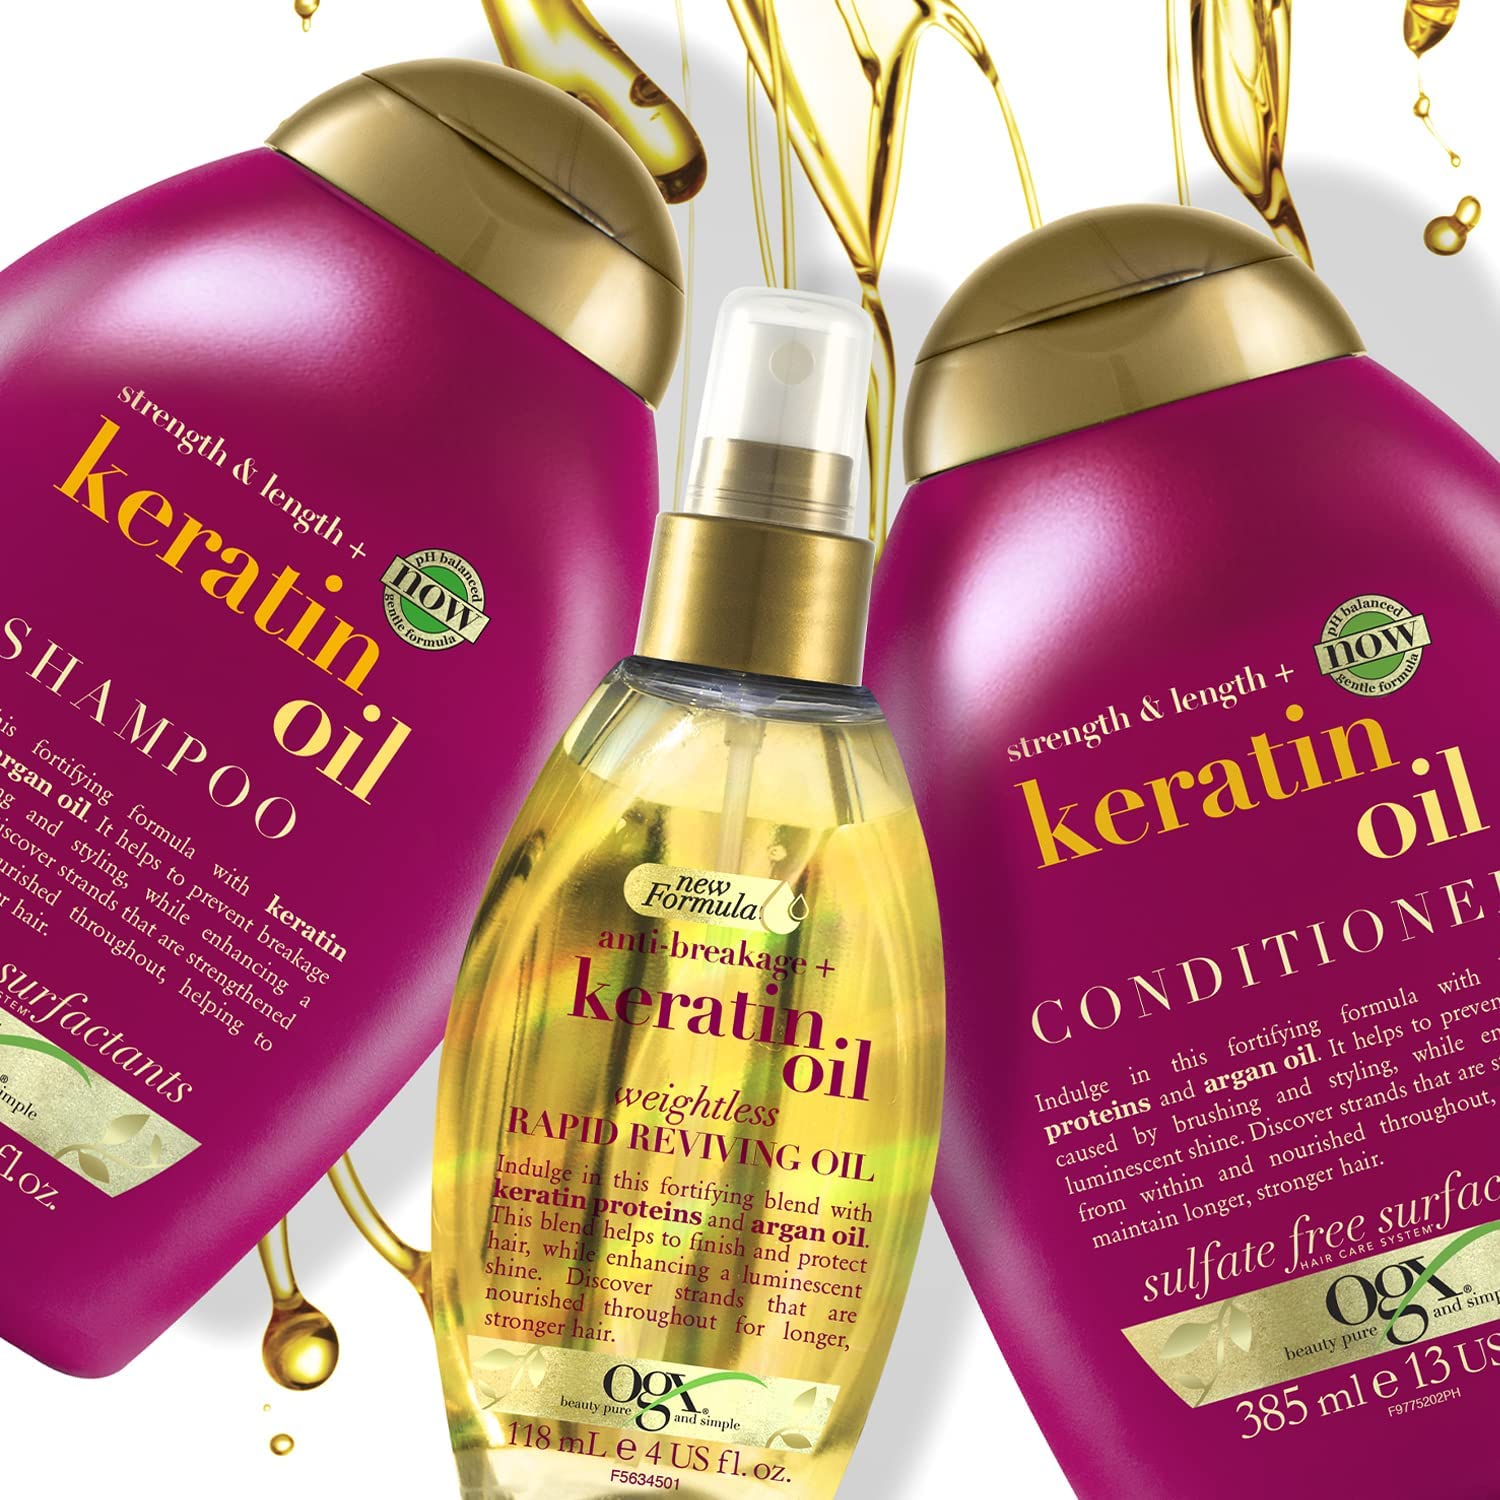 strength & length +
keratin
oil
pH balanced
now
gentle formula
SHAMPOO
fortifying formula with keratin
argan oil. It helps to prevent breakage
and styling, while enhancing a
discover strands that are strengthened
nourished throughout, helping to
hair.
surfactants
fl.oz.
new
Formula
anti-breakage +
keratin
oil
weightless
RAPID REVIVING OIL
Indulge in this fortifying blend with
keratin proteins and argan oil.
This blend helps to finish and protect
hair, while enhancing a luminescent
shine. Discover strands that are
nourished throughout for longer,
stronger hair.
ogx®
beauty pure and simple
118 mL e 4 US fl. oz.
F5634501
strength & length +
keratin
oil
pH balanced
now
gentle formula
CONDITIONE
Indulge in this fortifying formula with
proteins and argan oil. It helps to preven
caused by brushing and styling, while en
luminescent shine. Discover strands that are s
from within and nourished throughout,
maintain longer, stronger hair.
sulfate free surfac
HAIR CARE SYSTEM™
ogx®
beauty pure and simp
385 ml e 13 US
F9775202PH